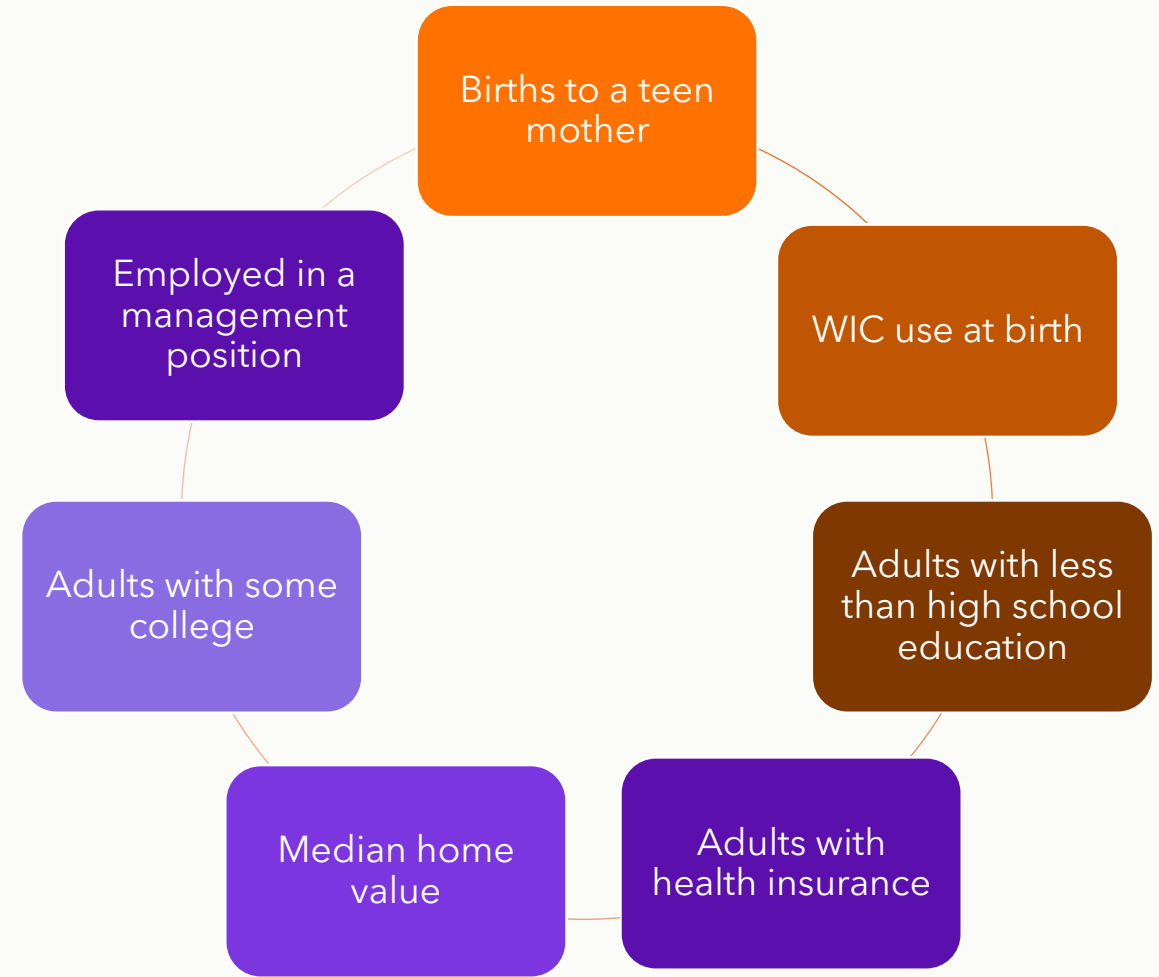 Births to a teen
mother
WIC use at birth
Adults with less
than high school
education
Adults with
health insurance
Median home
value
Adults with some
college
Employed in a
management
position